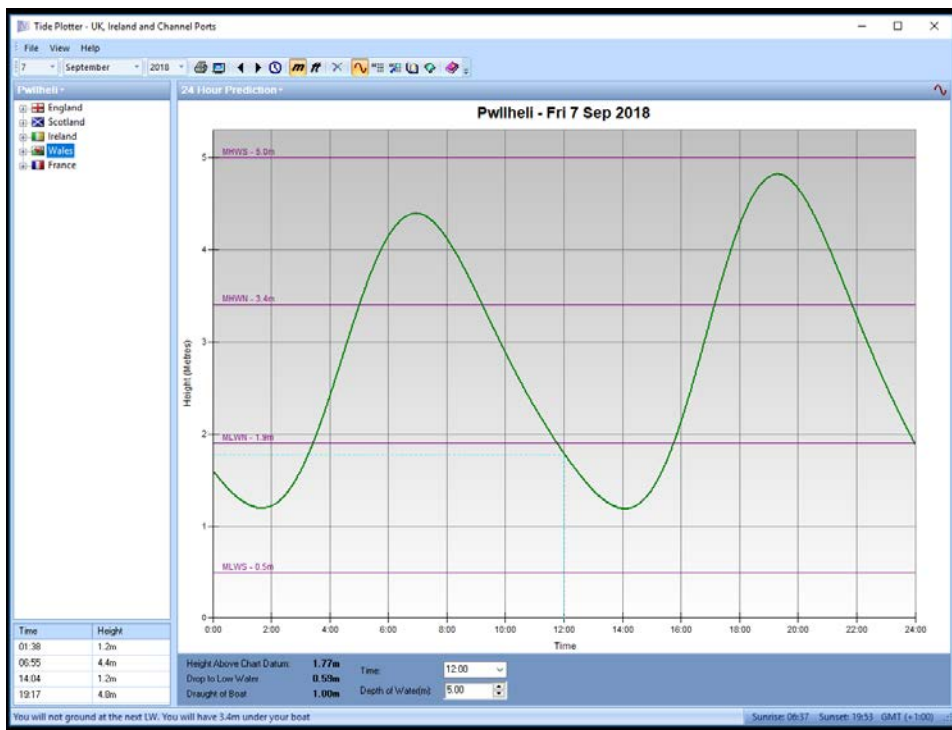 Tide Plotter - UK, Ireland and Channel Ports
File View Help
7 September 2018
Pwllheli
24 Hour Prediction
England
Scotland
Ireland
Wales
France
Pwllheli - Fri 7 Sep 2018
MHWS - 5.0m
MHWN - 3.4m
MLWN - 1.9m
MLWS - 0.5m
Height (Metres)
5
4
3
2
1
0
0:00 2:00 4:00 6:00 8:00 10:00 12:00 14:00 16:00 18:00 20:00 22:00 24:00
Time
Time Height
01:38 1.2m
06:55 4.4m
14:04 1.2m
19:17 4.8m
Height Above Chart Datum: 1.77m
Drop to Low Water 0.59m
Draught of Boat 1.00m
Time: 12:00
Depth of Water(m): 5.00
You will not ground at the next LW. You will have 3.4m under your boat
Sunrise: 06:37 Sunset: 19:53 GMT (+1:00)